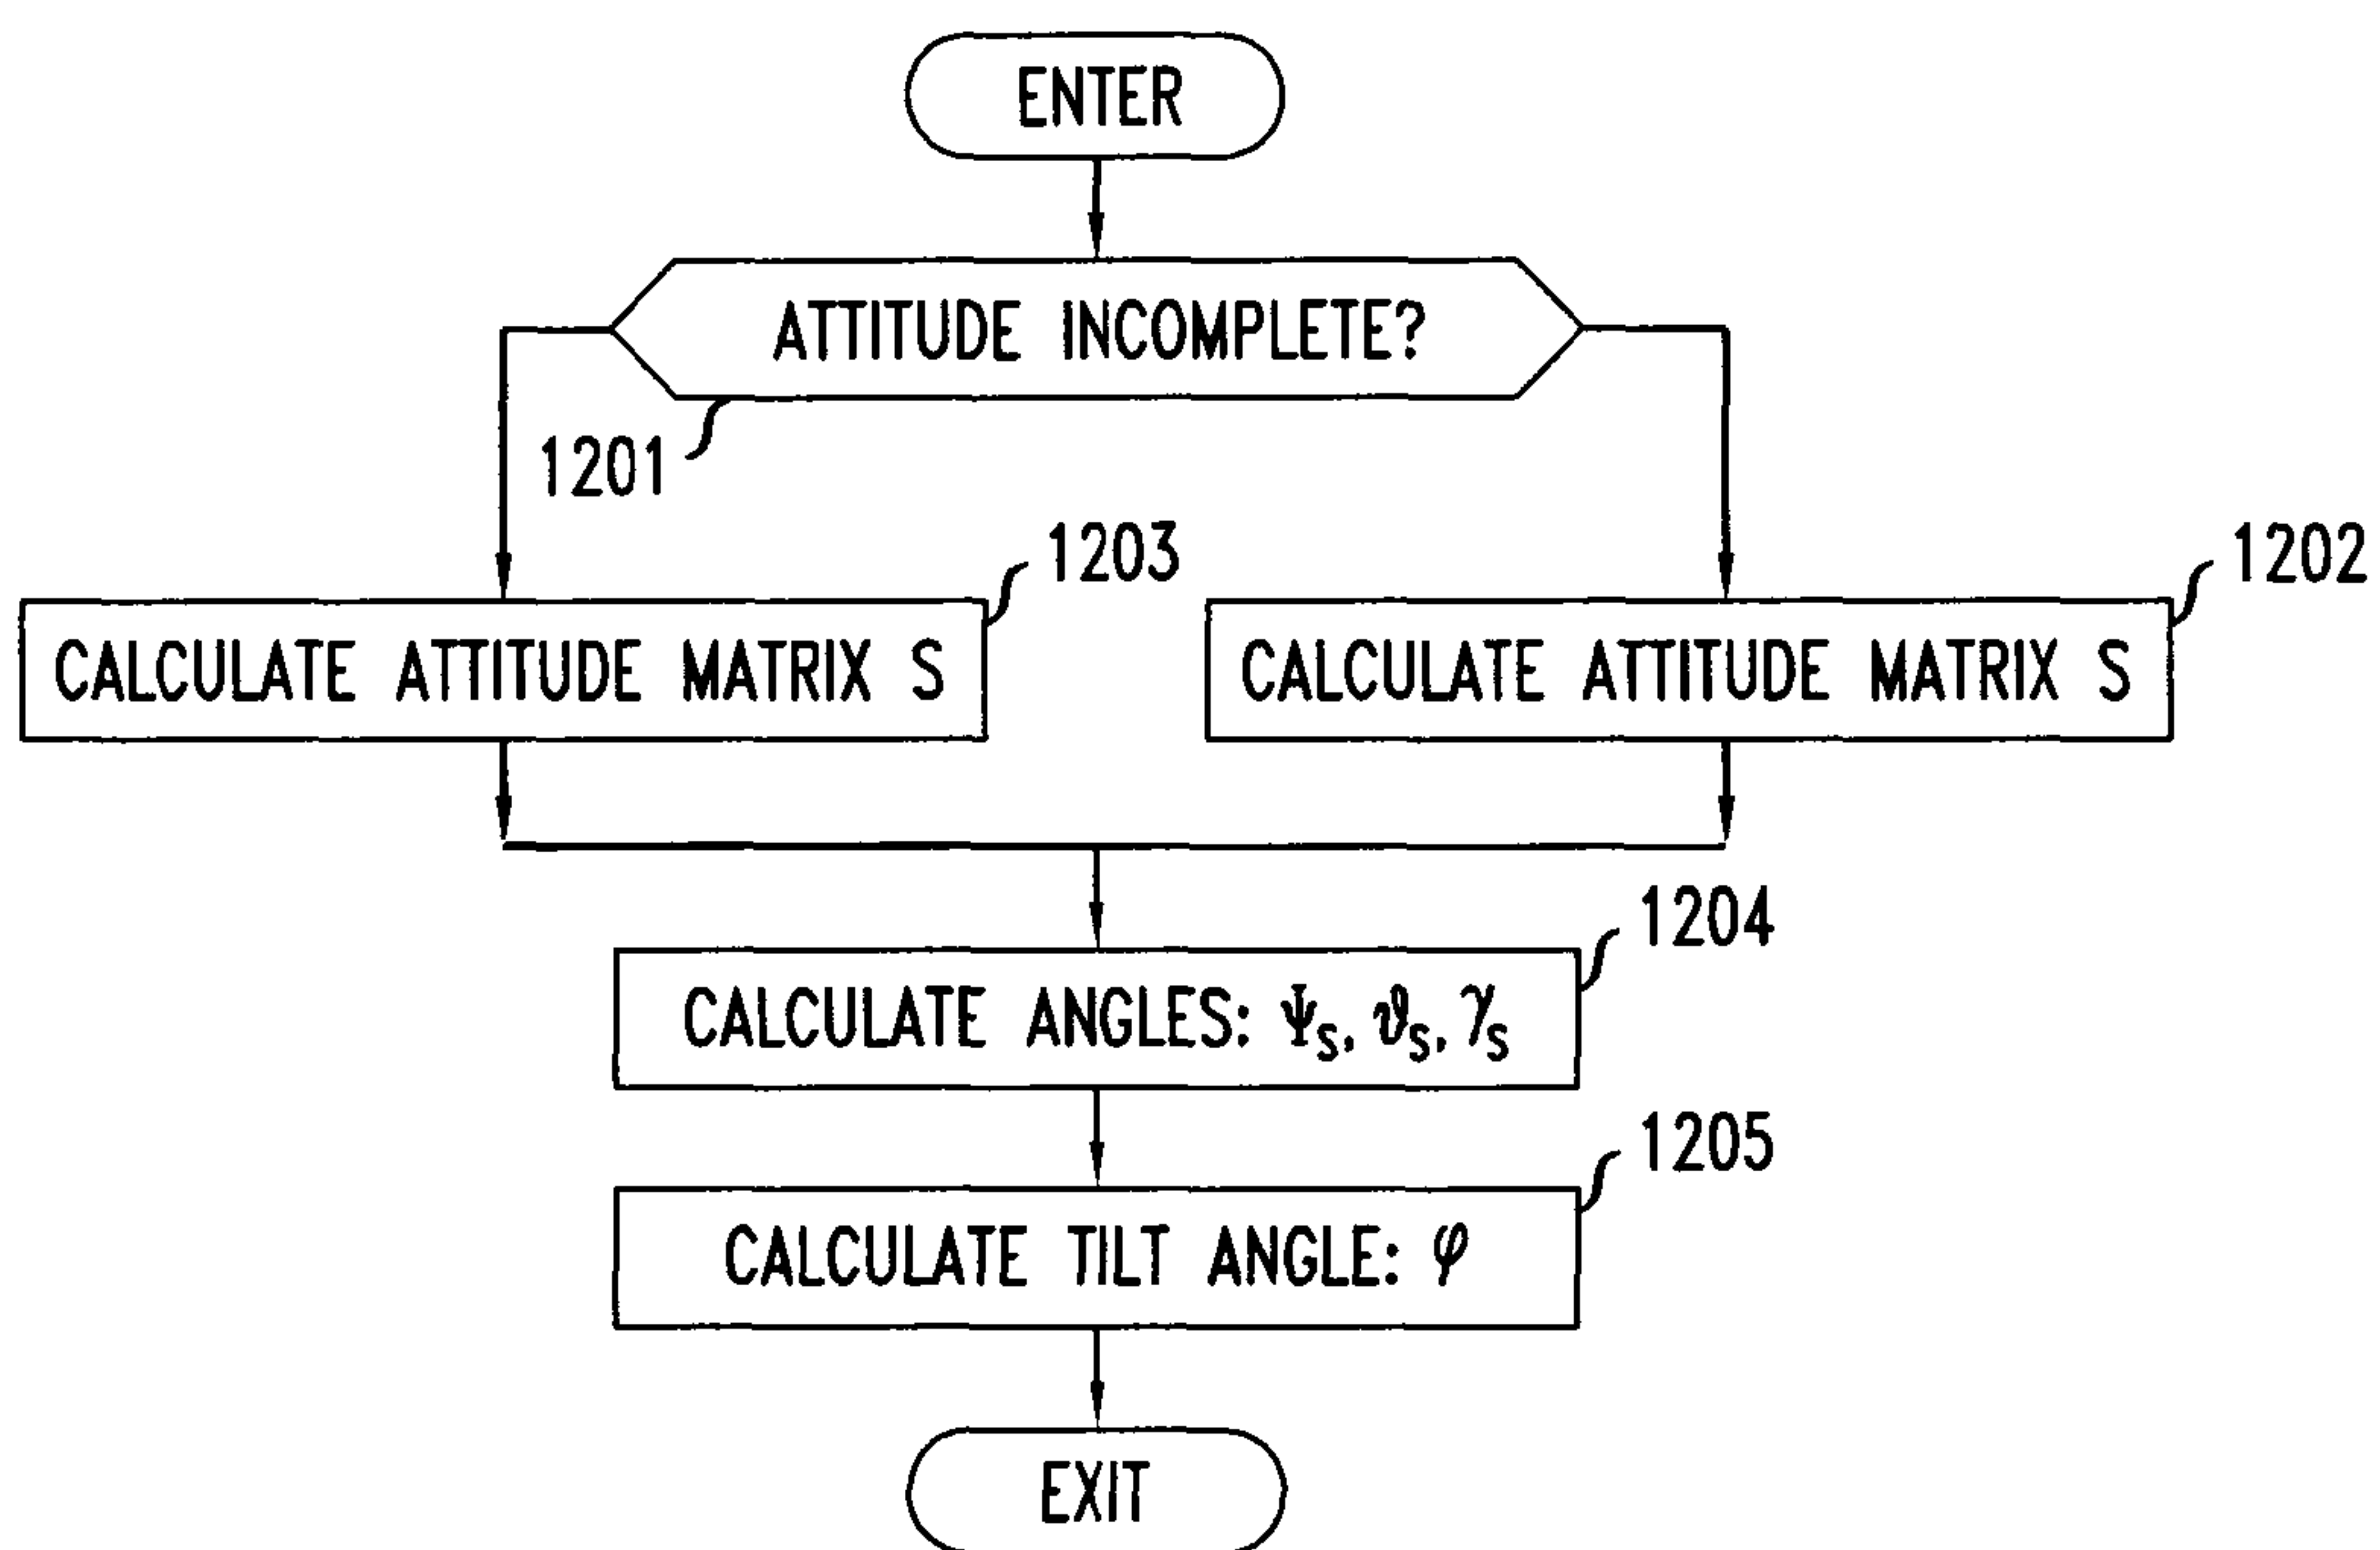 ENTER
ATTITUDE INCOMPLETE?
1201
1203
1202
CALCULATE ATTITUDE MATRIX S
CALCULATE ATTITUDE MATRIX S
1204
CALCULATE ANGLES: Ψs, ϑs, γs
1205
CALCULATE TILT ANGLE: φ
EXIT